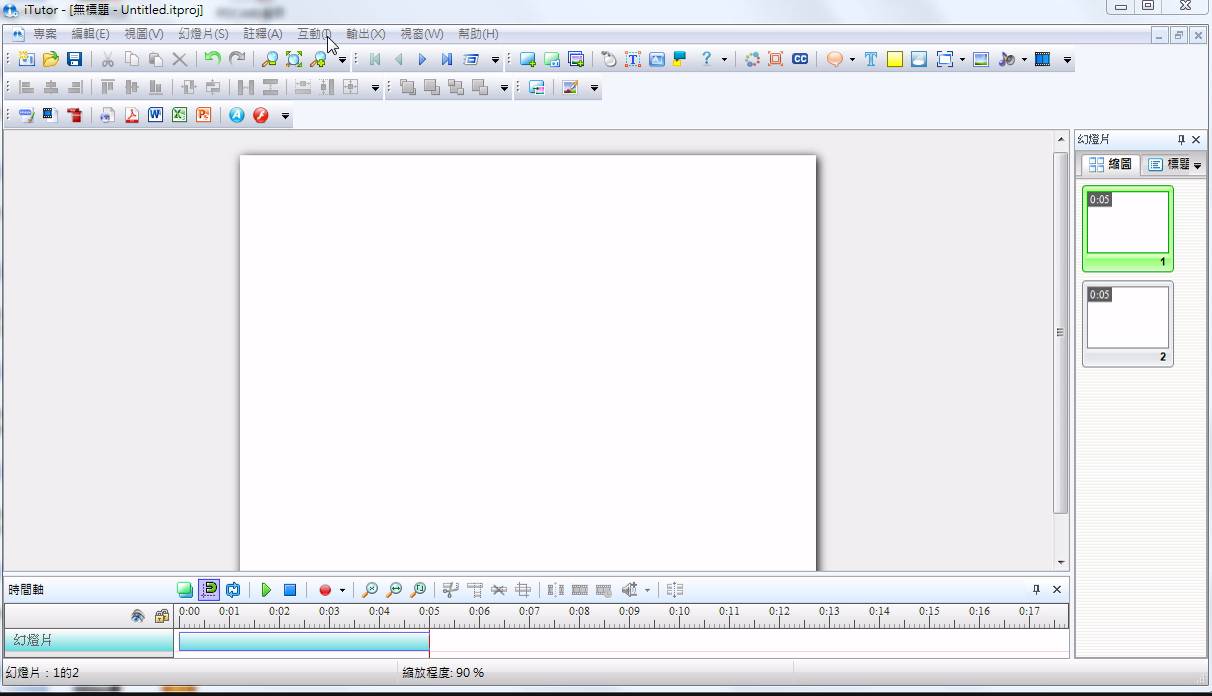 iTutor - [無標題 - Untitled.itproj]
專案 編輯(E) 視圖(V) 幻燈片(S) 註釋(A) 互動(I) 輸出(X) 視窗(W) 幫助(H)
幻燈片
縮圖 標題
0:05
1
0:05
2
時間軸
0:00 0:01 0:02 0:03 0:04 0:05 0:06 0:07 0:08 0:09 0:10 0:11 0:12 0:13 0:14 0:15 0:16 0:17
幻燈片
幻燈片：1的2 縮放程度: 90 %